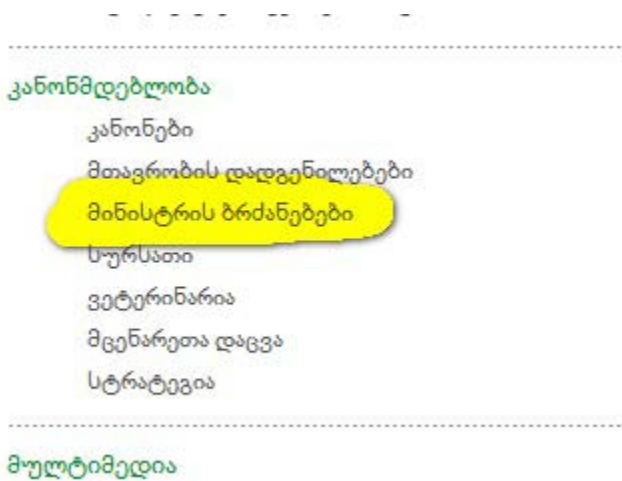 კანონმდებლობა
კანონები
მთავრობის დადგენილებები
მინისტრის ბრძანებები
სურსათი
ვეტერინარია
მცენარეთა დაცვა
სტრატეგია
მულტიმედია